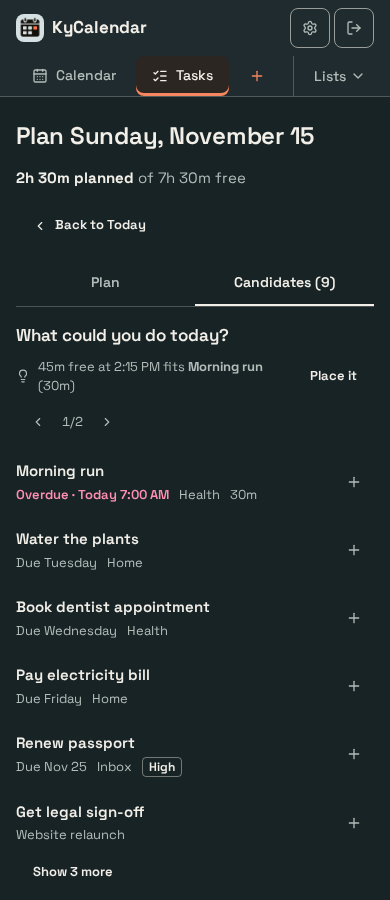 KyCalendar
Calendar
Tasks
Lists
Plan Sunday, November 15
2h 30m planned of 7h 30m free
Back to Today
Plan
Candidates (9)
What could you do today?
45m free at 2:15 PM fits Morning run
(30m)
Place it
1/2
Morning run
Overdue · Today 7:00 AM Health 30m
Water the plants
Due Tuesday Home
Book dentist appointment
Due Wednesday Health
Pay electricity bill
Due Friday Home
Renew passport
Due Nov 25 Inbox High
Get legal sign-off
Website relaunch
Show 3 more